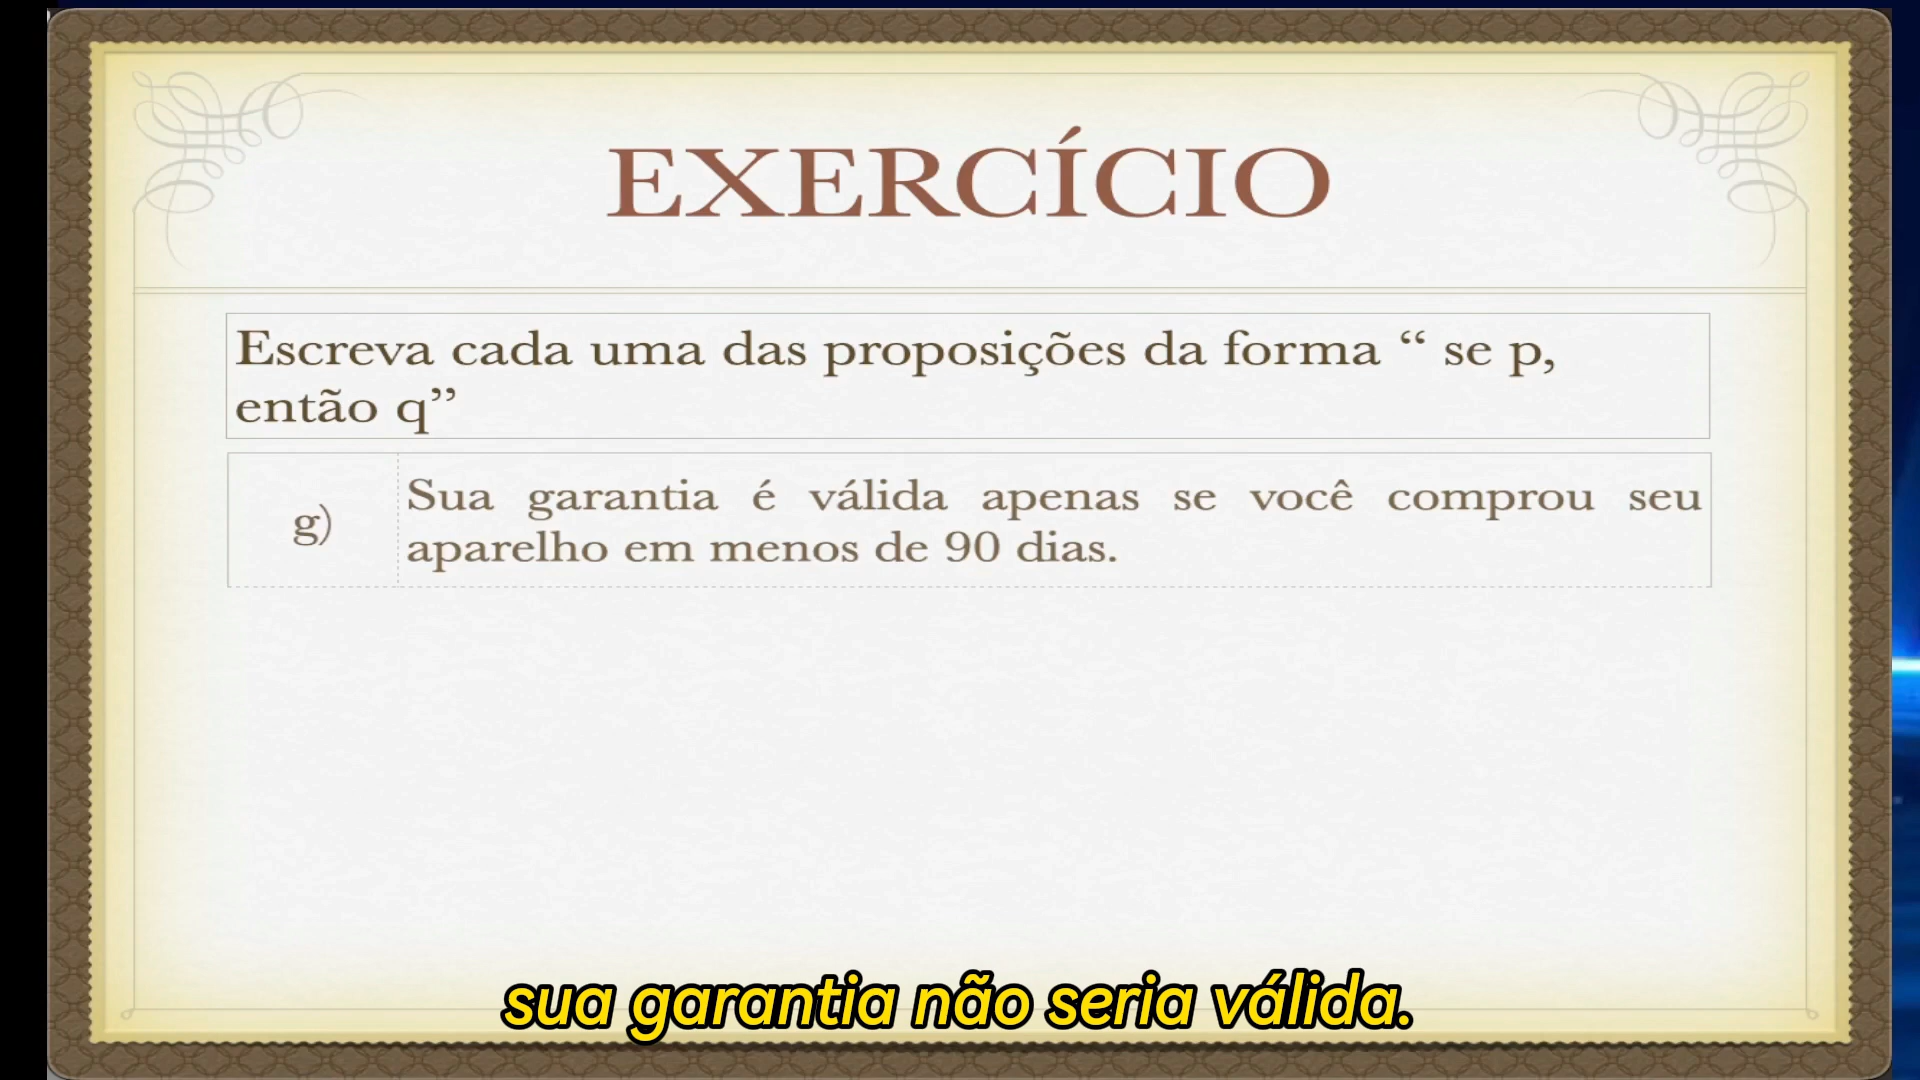 EXERCÍCIO
Escreva cada uma das proposições da forma “ se p,
então q”
g)
Sua garantia é válida apenas se você comprou seu
aparelho em menos de 90 dias.
sua garantia não seria válida.